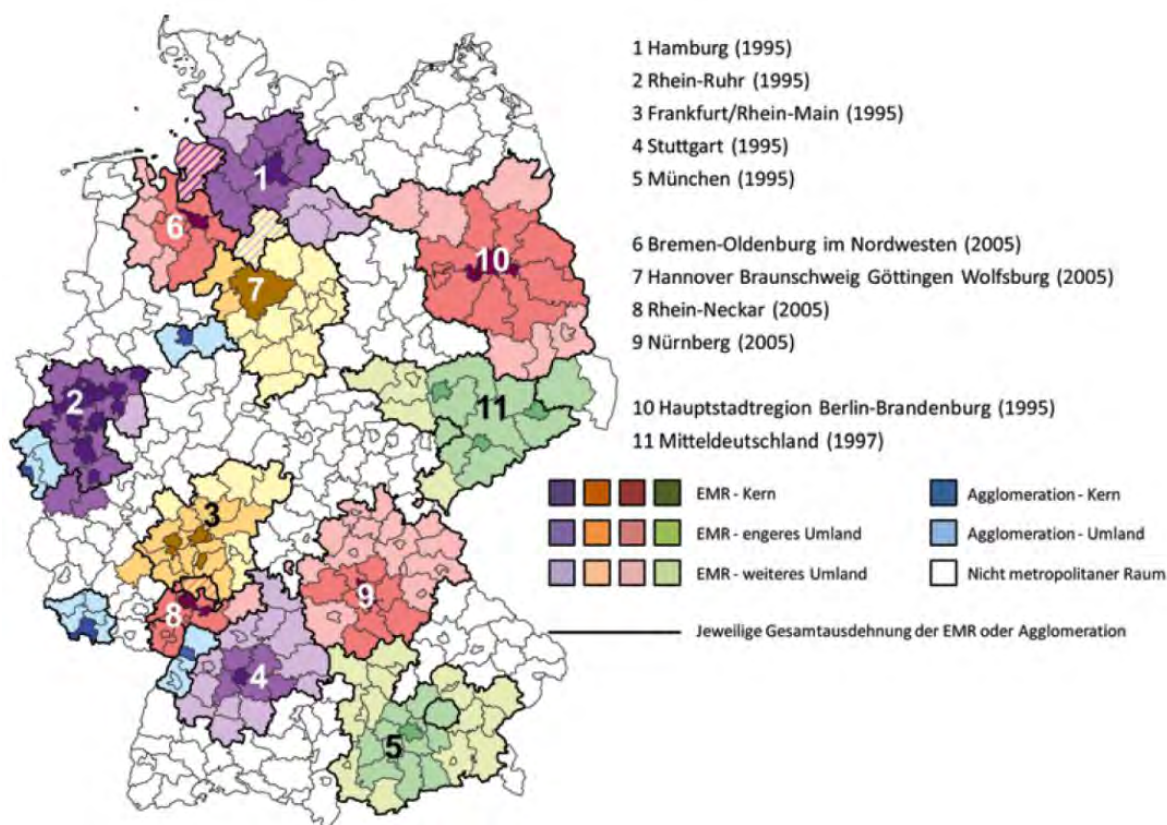 1 Hamburg (1995)
2 Rhein-Ruhr (1995)
3 Frankfurt/Rhein-Main (1995)
4 Stuttgart (1995)
5 München (1995)
6 Bremen-Oldenburg im Nordwesten (2005)
7 Hannover Braunschweig Göttingen Wolfsburg (2005)
8 Rhein-Neckar (2005)
9 Nürnberg (2005)
10 Hauptstadtregion Berlin-Brandenburg (1995)
11 Mitteldeutschland (1997)
EMR - Kern
EMR - engeres Umland
EMR - weiteres Umland
Agglomeration - Kern
Agglomeration - Umland
Nicht metropolitaner Raum
Jeweilige Gesamtausdehnung der EMR oder Agglomeration
1
6
10
7
2
11
3
8
9
4
5